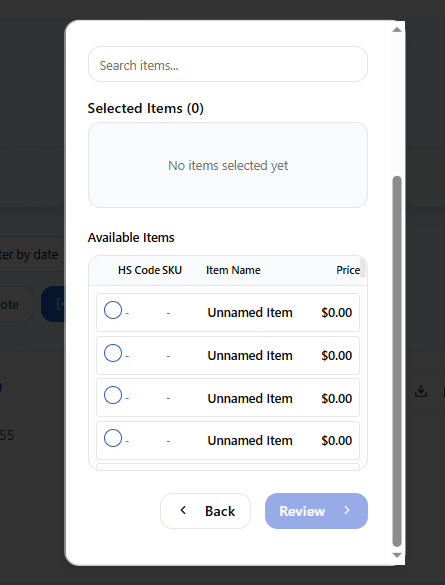 Search items...
Selected Items (0)
No items selected yet
ter by date
Available Items
HS Code SKU Item Name Price
ote
- - Unnamed Item $0.00
- - Unnamed Item $0.00
- - Unnamed Item $0.00
55
- - Unnamed Item $0.00
Back Review